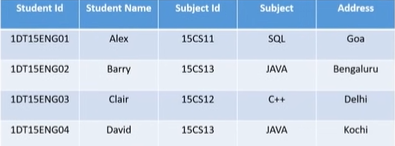 Student Id Student Name Subject Id Subject Address
1DT15ENG01 Alex 15CS11 SQL Goa
1DT15ENG02 Barry 15CS13 JAVA Bengaluru
1DT15ENG03 Clair 15CS12 C++ Delhi
1DT15ENG04 David 15CS13 JAVA Kochi